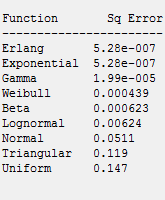 Function Sq Error
-----------------------
Erlang 5.28e-007
Exponential 5.28e-007
Gamma 1.99e-005
Weibull 0.000439
Beta 0.000623
Lognormal 0.00624
Normal 0.0511
Triangular 0.119
Uniform 0.147